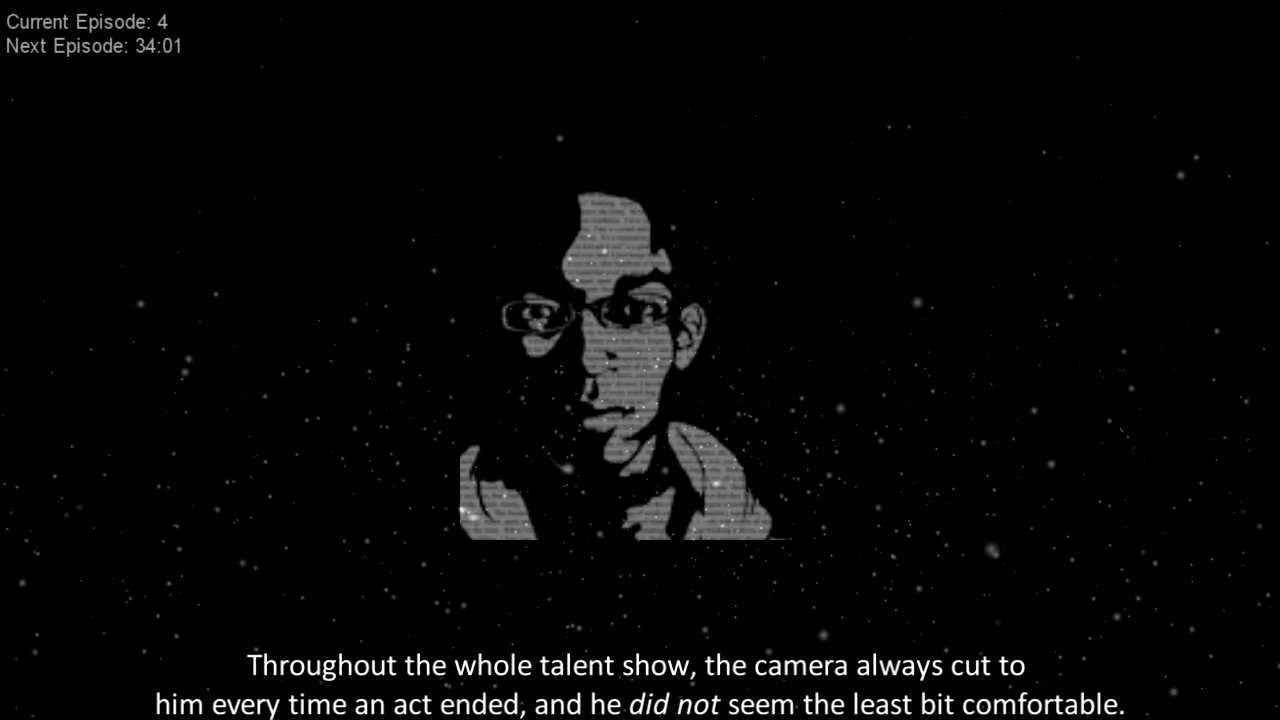 Current Episode: 4
Next Episode: 34:01
Throughout the whole talent show, the camera always cut to
him every time an act ended, and he did not seem the least bit comfortable.